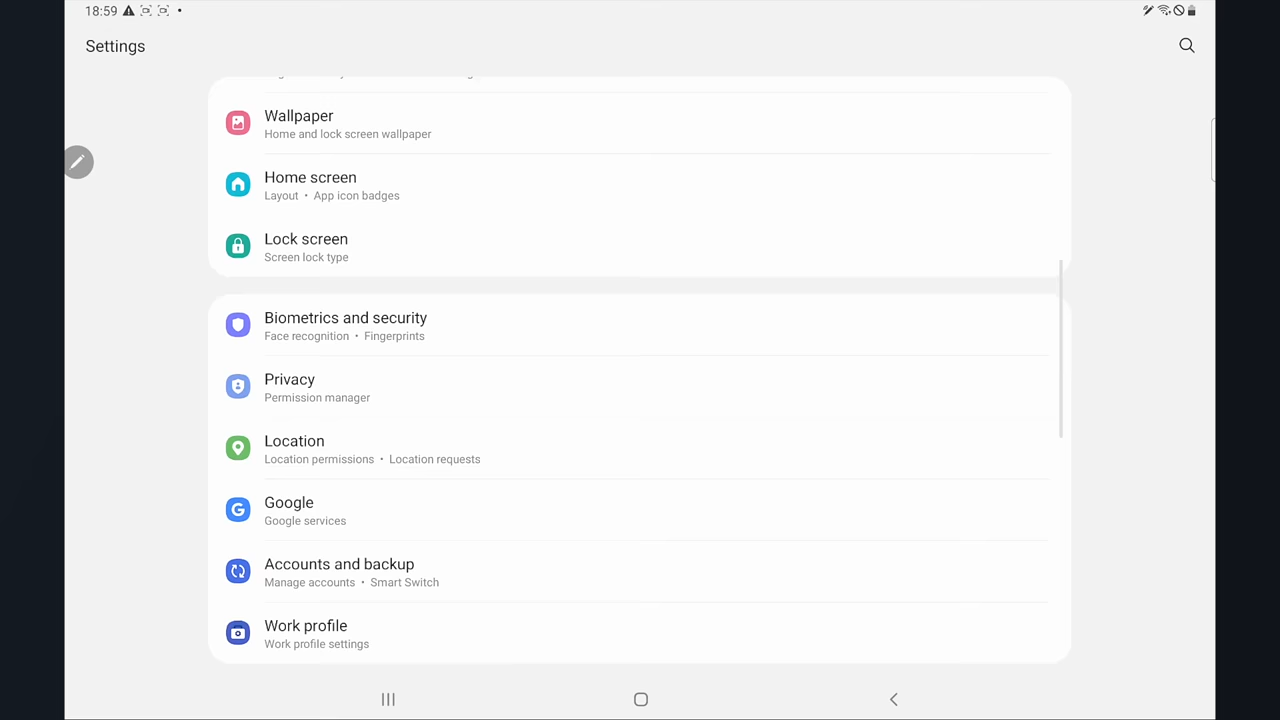 18:59
Settings
Wallpaper
Home and lock screen wallpaper
Home screen
Layout • App icon badges
Lock screen
Screen lock type
Biometrics and security
Face recognition • Fingerprints
Privacy
Permission manager
Location
Location permissions • Location requests
Google
Google services
Accounts and backup
Manage accounts • Smart Switch
Work profile
Work profile settings